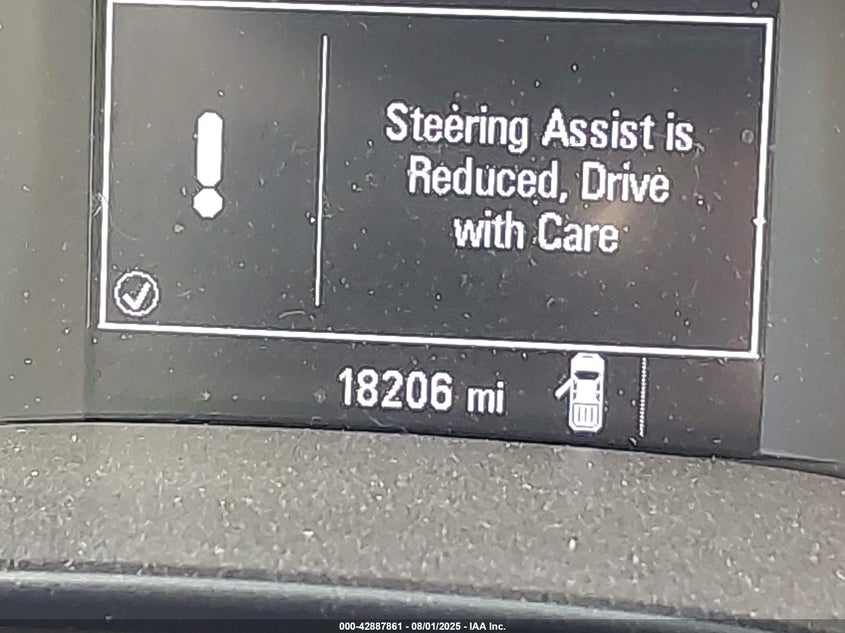 Steering Assist is
Reduced, Drive
with Care
18206 mi
000-42887861 - 08/01/2025 - IAA Inc.